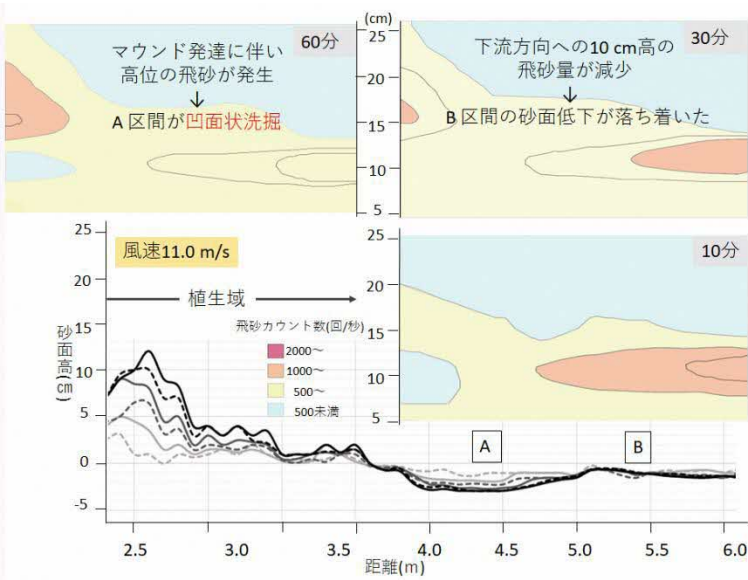 (cm)
60分
マウンド発達に伴い
高位の飛砂が発生
↓
A 区間が凹面状洗掘
25
20
15
10
5
30分
下流方向への10 cm高の
飛砂量が減少
↓
B 区間の砂面低下が落ち着いた
25
20
15
10
5
10分
25
20
15
10
5
0
-5
砂面高(cm)
風速11.0 m/s
植生域
飛砂カウント数(回/秒)
2000～
1000～
500～
500未満
A
B
2.5 3.0 3.5 4.0 4.5 5.0 5.5 6.0
距離(m)